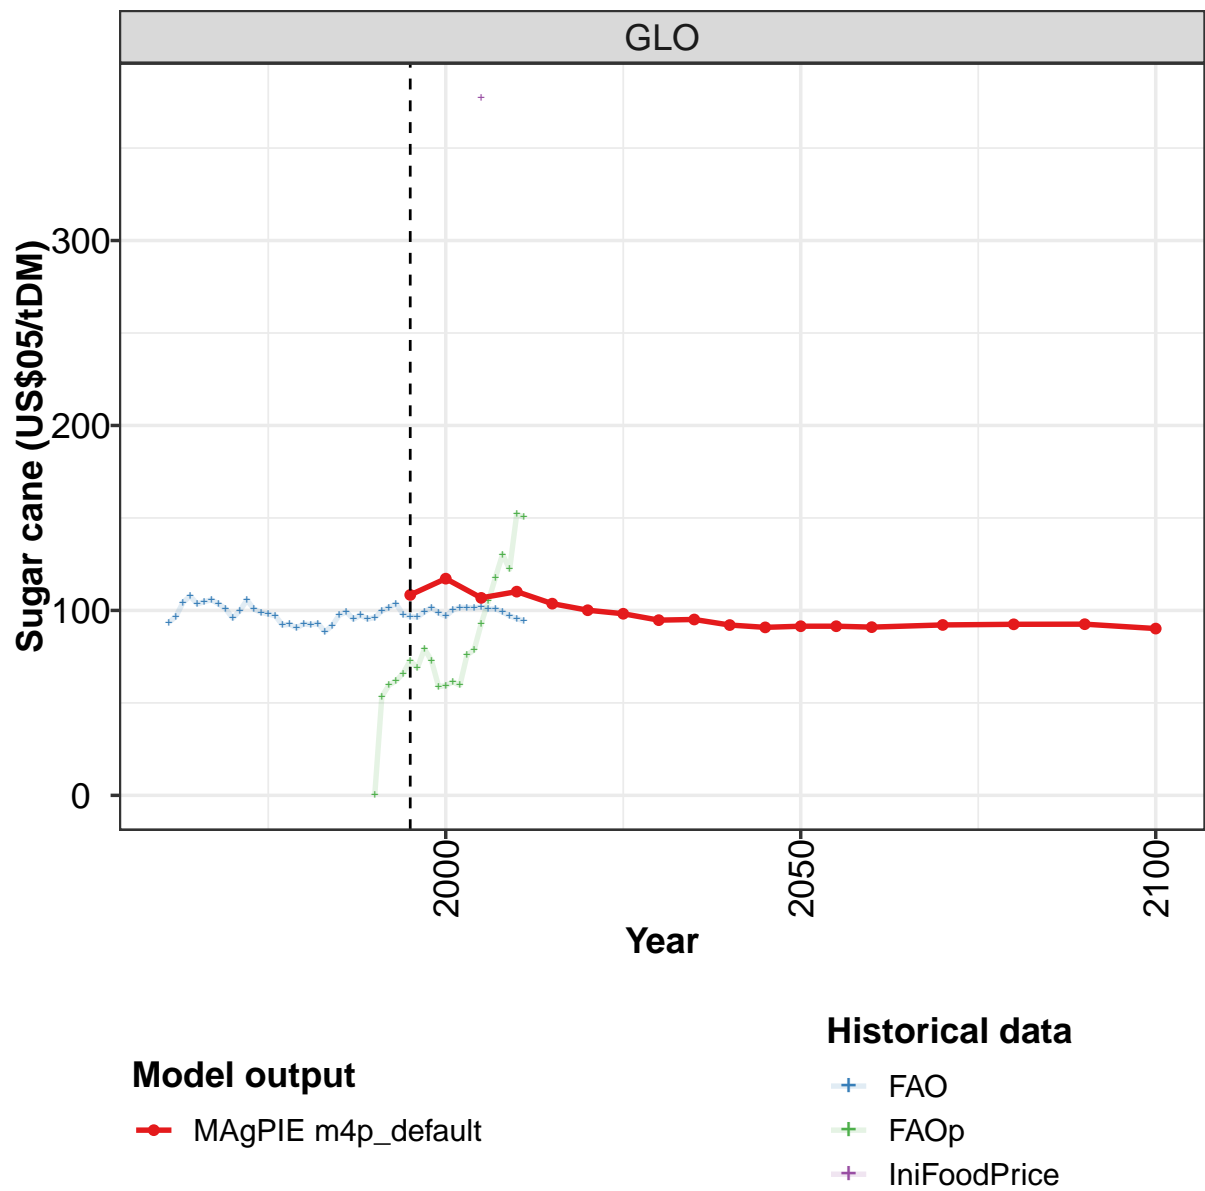 GLO
Sugar cane (US$05/tDM)
300
200
100
0
2000
2050
2100
Year
Model output
MAgPIE m4p_default
Historical data
FAO
FAOp
IniFoodPrice